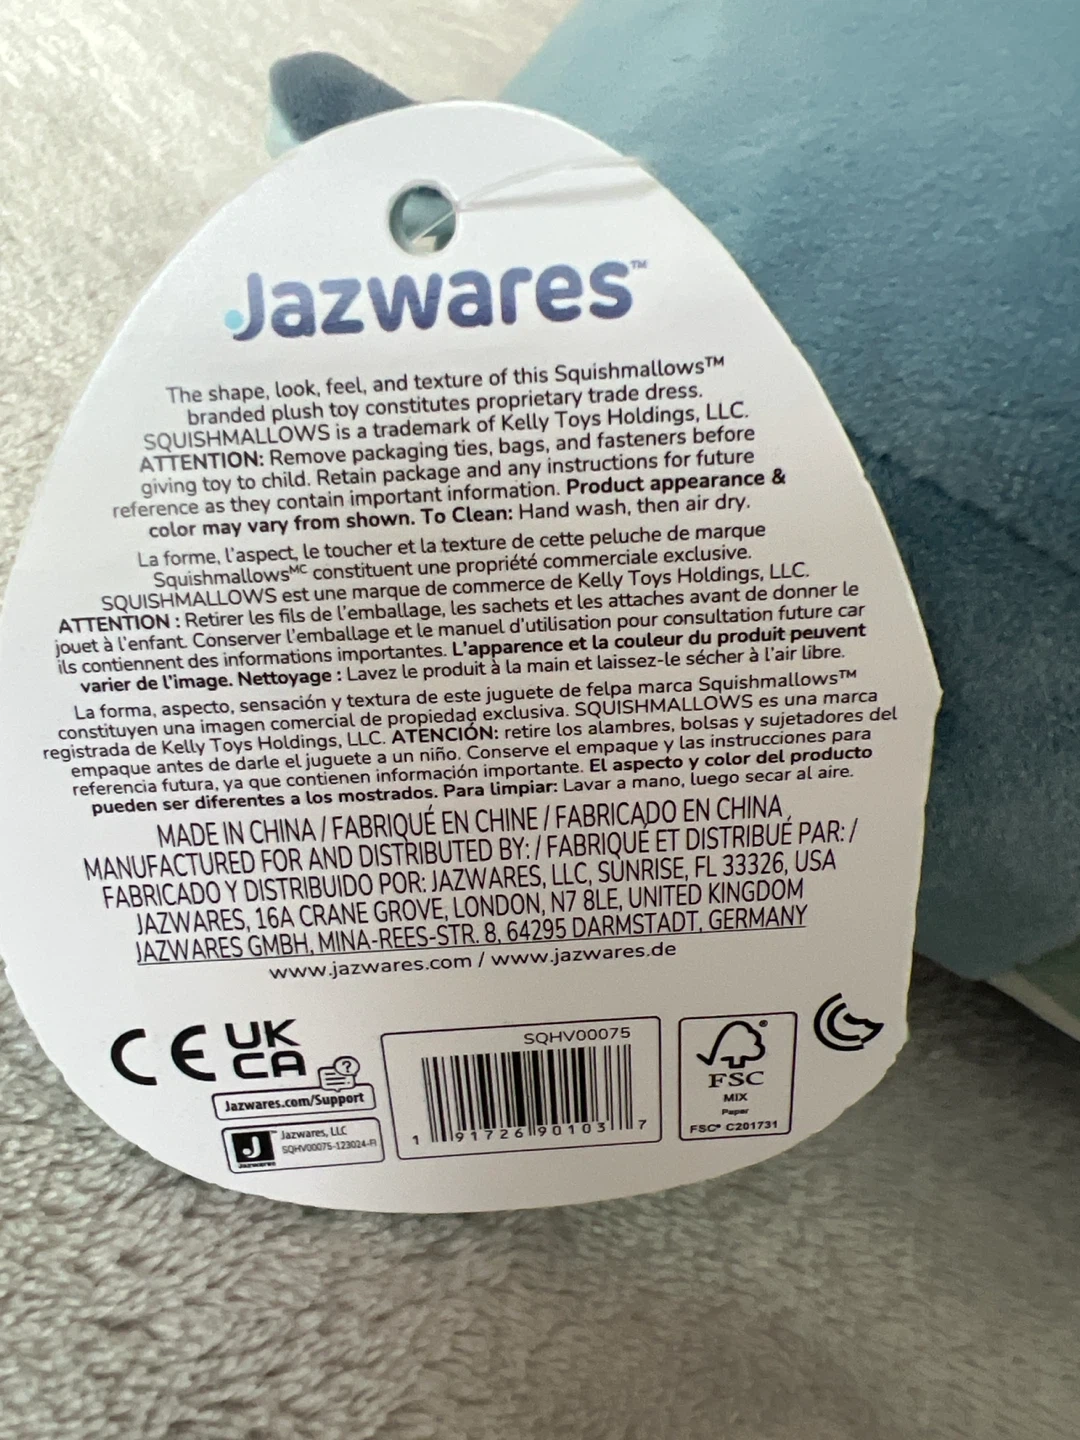 Jazwares™
The shape, look, feel, and texture of this Squishmallows™
branded plush toy constitutes proprietary trade dress.
SQUISHMALLOWS is a trademark of Kelly Toys Holdings, LLC.
ATTENTION: Remove packaging ties, bags, and fasteners before
giving toy to child. Retain package and any instructions for future
reference as they contain important information. Product appearance &
color may vary from shown. To Clean: Hand wash, then air dry.
La forme, l'aspect, le toucher et la texture de cette peluche de marque
Squishmallowsᴹᶜ constituent une propriété commerciale exclusive.
SQUISHMALLOWS est une marque de commerce de Kelly Toys Holdings, LLC.
ATTENTION : Retirer les fils de l'emballage, les sachets et les attaches avant de donner le
jouet à l'enfant. Conserver l'emballage et le manuel d'utilisation pour consultation future car
ils contiennent des informations importantes. L'apparence et la couleur du produit peuvent
varier de l'image. Nettoyage : Lavez le produit à la main et laissez-le sécher à l'air libre.
La forma, aspecto, sensación y textura de este juguete de felpa marca Squishmallows™
constituyen una imagen comercial de propiedad exclusiva. SQUISHMALLOWS es una marca
registrada de Kelly Toys Holdings, LLC. ATENCIÓN: retire los alambres, bolsas y sujetadores del
empaque antes de darle el juguete a un niño. Conserve el empaque y las instrucciones para
referencia futura, ya que contienen información importante. El aspecto y color del producto
pueden ser diferentes a los mostrados. Para limpiar: Lavar a mano, luego secar al aire.
MADE IN CHINA / FABRIQUÉ EN CHINE / FABRICADO EN CHINA
MANUFACTURED FOR AND DISTRIBUTED BY: / FABRIQUÉ ET DISTRIBUÉ PAR: /
FABRICADO Y DISTRIBUIDO POR: JAZWARES, LLC, SUNRISE, FL 33326, USA
JAZWARES, 16A CRANE GROVE, LONDON, N7 8LE, UNITED KINGDOM
JAZWARES GMBH, MINA-REES-STR. 8, 64295 DARMSTADT, GERMANY
www.jazwares.com / www.jazwares.de
CE UK
CA
?
Jazwares.com/Support
J™
Jazwares
Jazwares, LLC
SQHV00075-123024-FI
SQHV00075
1 91726 90103 7
®
FSC
MIX
Paper
FSC® C201731